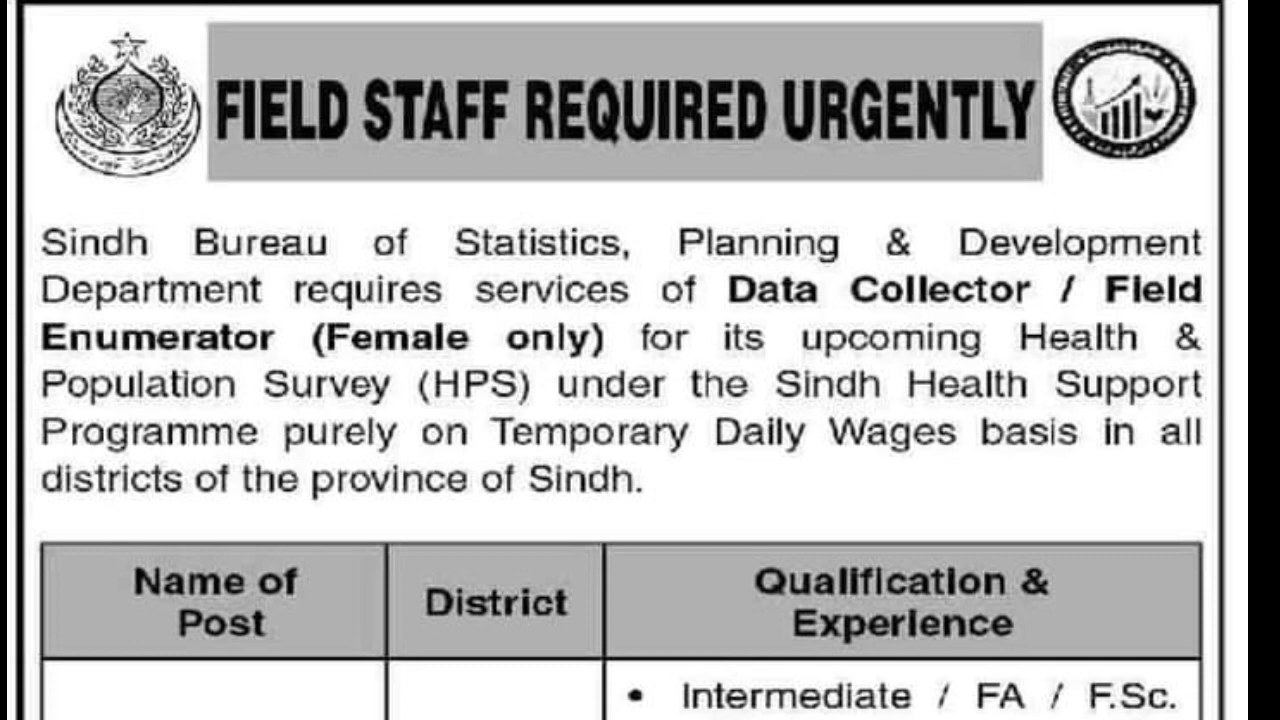 FIELD STAFF REQUIRED URGENTLY
Sindh Bureau of Statistics, Planning & Development
Department requires services of Data Collector / Field
Enumerator (Female only) for its upcoming Health &
Population Survey (HPS) under the Sindh Health Support
Programme purely on Temporary Daily Wages basis in all
districts of the province of Sindh.
Name of
Post
District
Qualification &
Experience
• Intermediate / FA / F.Sc.